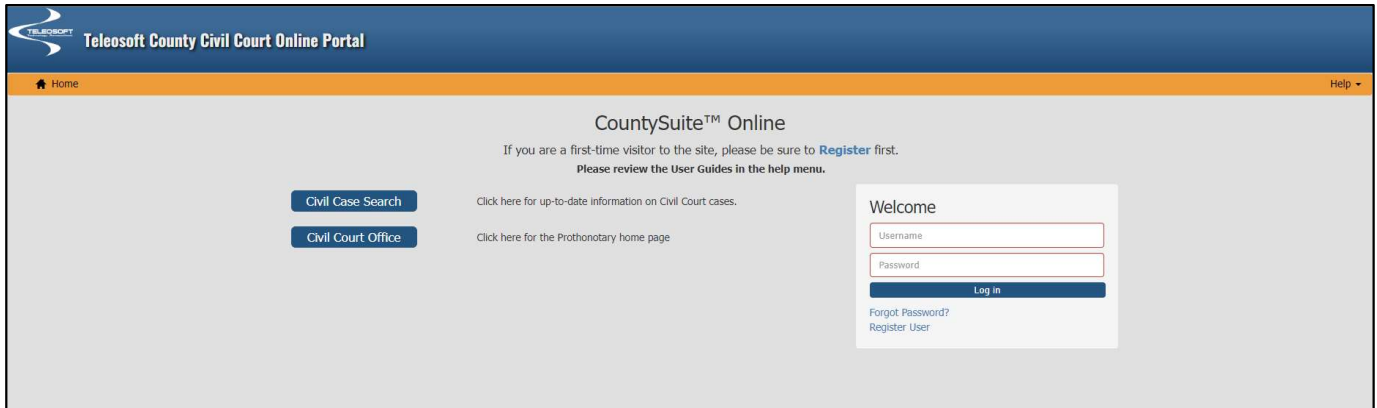 TELEOSOFT
Teleosoft County Civil Court Online Portal
Home
Help
CountySuite™ Online
If you are a first-time visitor to the site, please be sure to Register first.
Please review the User Guides in the help menu.
Civil Case Search
Click here for up-to-date information on Civil Court cases.
Civil Court Office
Click here for the Prothonotary home page
Welcome
Username
Password
Log in
Forgot Password?
Register User